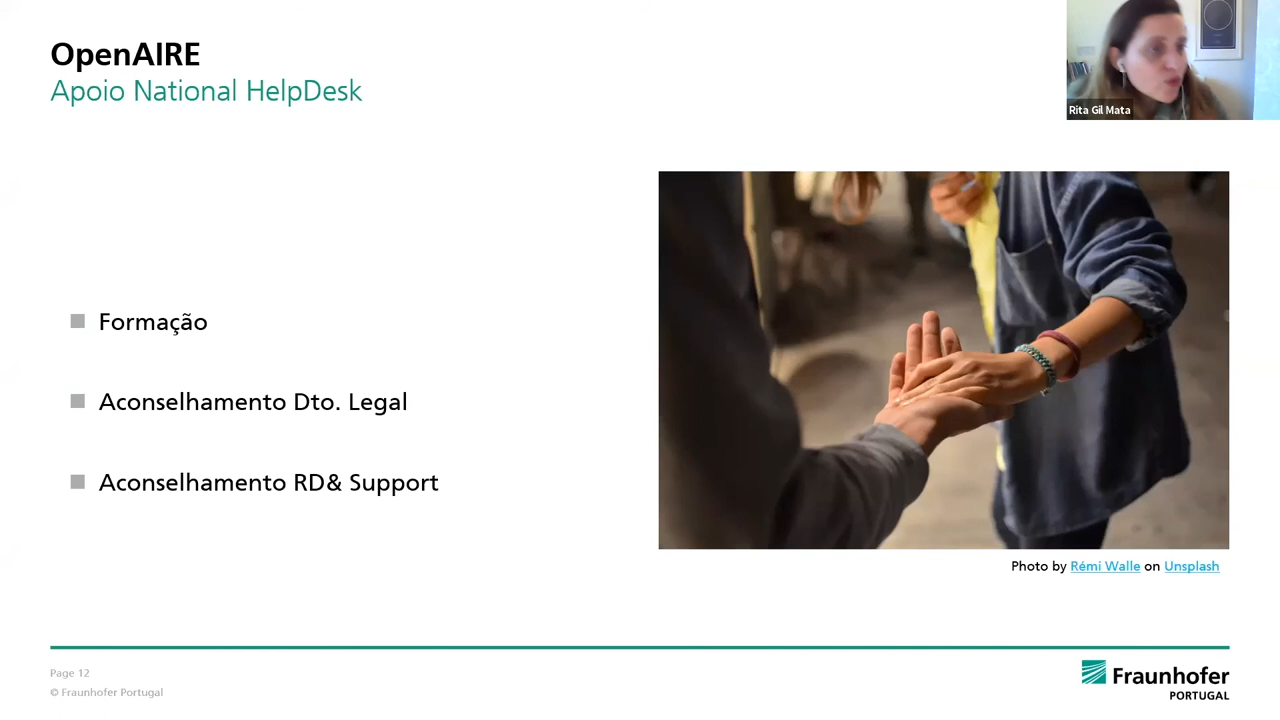 OpenAIRE
Apoio National HelpDesk
Rita Gil Mata
Formação
Aconselhamento Dto. Legal
Aconselhamento RD& Support
Photo by Rémi Walle on Unsplash
Page 12
© Fraunhofer Portugal
Fraunhofer
PORTUGAL